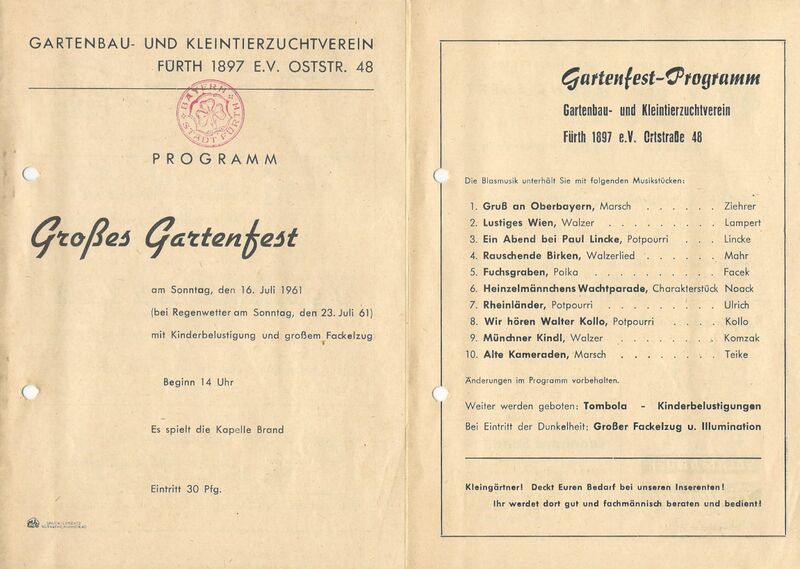 GARTENBAU- UND KLEINTIERZUCHTVEREIN
FÜRTH 1897 E.V. OSTSTR. 48
BAYERN
STADT FÜRTH
PROGRAMM
Großes Gartenfest
am Sonntag, den 16. Juli 1961
(bei Regenwetter am Sonntag, den 23. Juli 61)
mit Kinderbelustigung und großem Fackelzug
Beginn 14 Uhr
Es spielt die Kapelle Brand
Eintritt 30 Pfg.
Gartenfest-Programm
Gartenbau- und Kleintierzuchtverein
Fürth 1897 e.V. Ortstraße 48
Die Blasmusik unterhält Sie mit folgenden Musikstücken:
1. Gruß an Oberbayern, Marsch . . . . . . Ziehrer
2. Lustiges Wien, Walzer . . . . . . . . Lampert
3. Ein Abend bei Paul Lincke, Potpourri . . . Lincke
4. Rauschende Birken, Walzerlied . . . . . Mahr
5. Fuchsgraben, Polka . . . . . . . . . Facek
6. Heinzelmännchens Wachtparade, Charakterstück Noack
7. Rheinländer, Potpourri . . . . . . . . Ulrich
8. Wir hören Walter Kollo, Potpourri . . . . Kollo
9. Münchner Kindl, Walzer . . . . . . . Komzak
10. Alte Kameraden, Marsch . . . . . . . Teike
Änderungen im Programm vorbehalten.
Weiter werden geboten: Tombola - Kinderbelustigungen
Bei Eintritt der Dunkelheit: Großer Fackelzug u. Illumination
Kleingärtner! Deckt Euren Bedarf bei unseren Inserenten!
Ihr werdet dort gut und fachmännisch beraten und bedient!